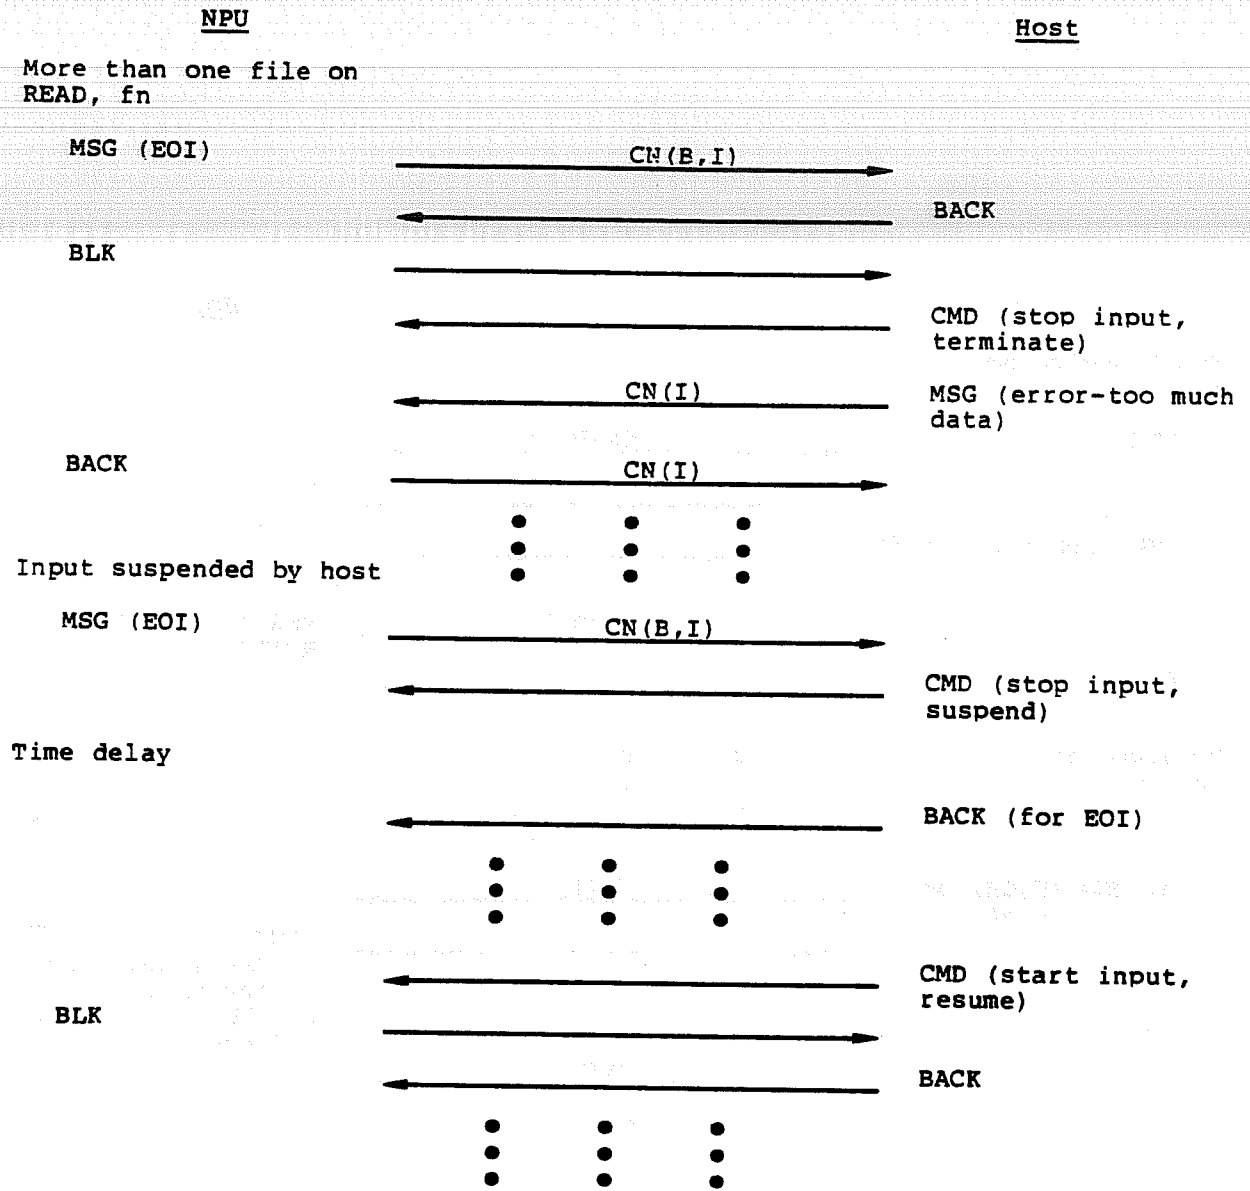 NPU
Host
More than one file on
READ, fn
MSG (EOI)
CN(B,I)
BACK
BLK
CMD (stop input,
terminate)
CN(I)
MSG (error-too much
data)
BACK
CN(I)
Input suspended by host
MSG (EOI)
CN(B,I)
CMD (stop input,
suspend)
Time delay
BACK (for EOI)
CMD (start input,
resume)
BLK
BACK